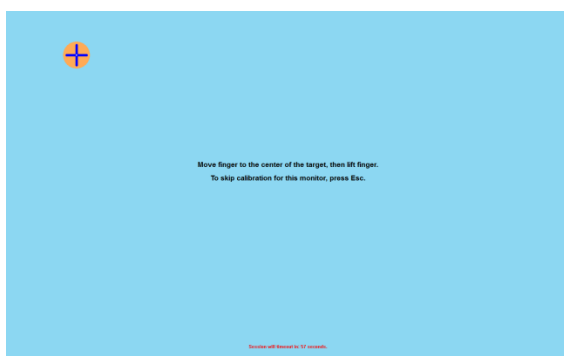 Move finger to the center of the target, then lift finger.
To skip calibration for this monitor, press Esc.
Session will timeout in 57 seconds.